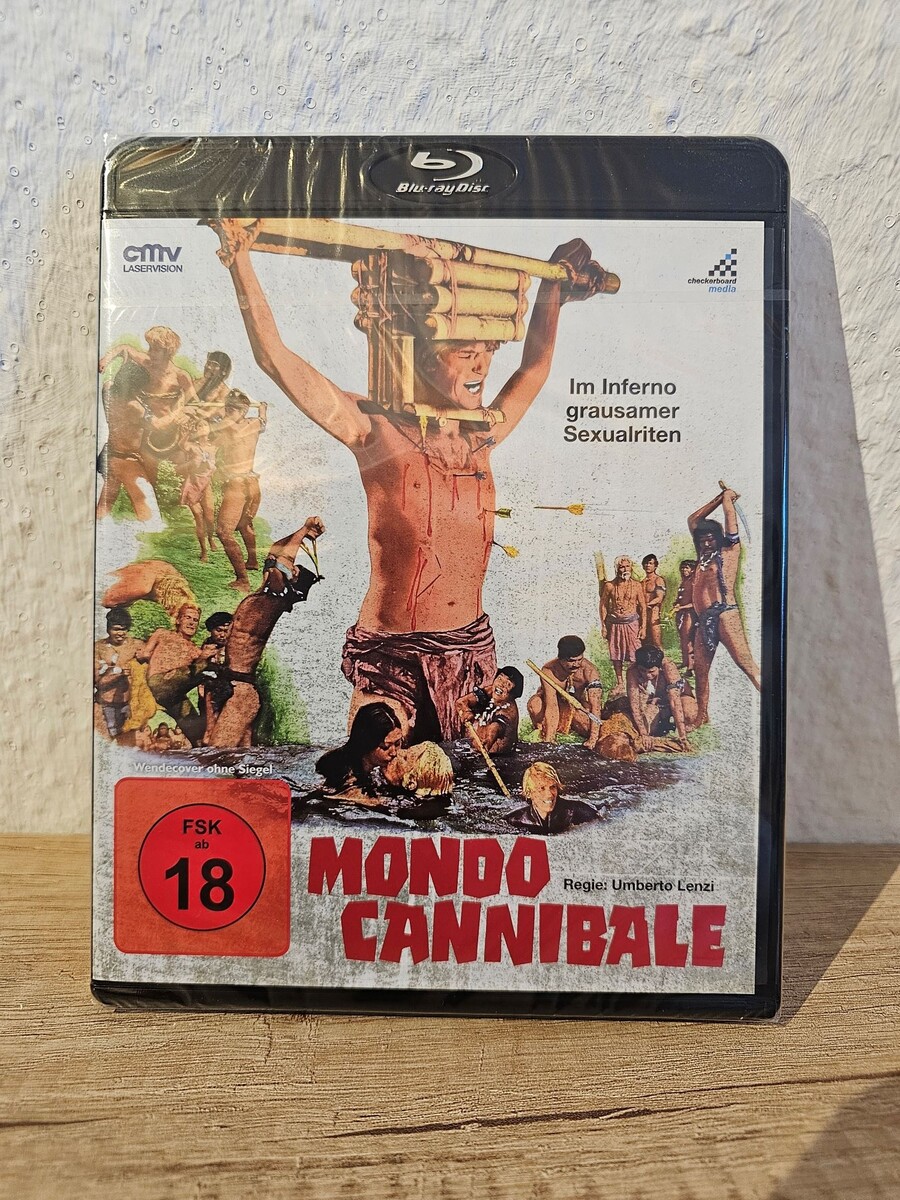 Blu-ray Disc
cmv
LASERVISION
checkerboard
media
Im Inferno
grausamer
Sexualriten
Wendecover ohne Siegel
FSK
ab
18
MONDO
Regie: Umberto Lenzi
CANNIBALE